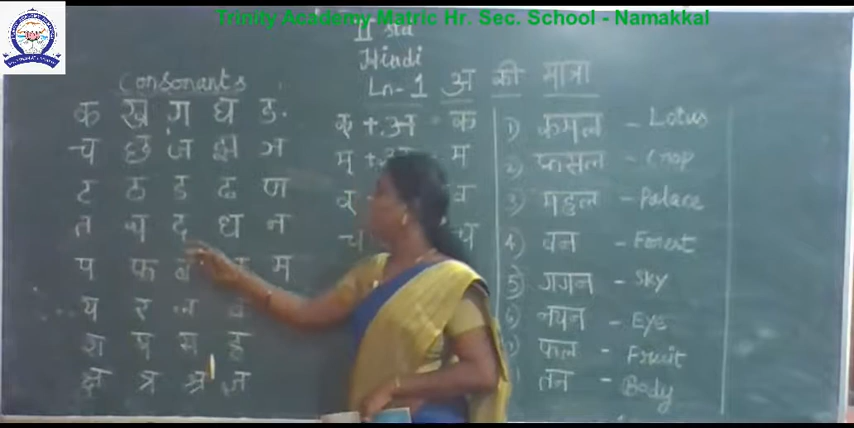 Trinity Academy Matric Hr. Sec. School - Namakkal
II std
Hindi
Ln-1 अ की मात्रा
Consonants
क ख ग घ ङ
च छ ज झ ञ
ट ठ ड ढ ण
त थ द ध न
प फ ब म
य र
श ष स ह
क्ष त्र श्र ज्ञ
क् + अ = क
म् + अ म
1) कमल - Lotus
2) फसल - Crop
3) महल - Palace
4) वन - Forest
5) गगन - Sky
6) नयन - Eye
फल - Fruit
तन - Body